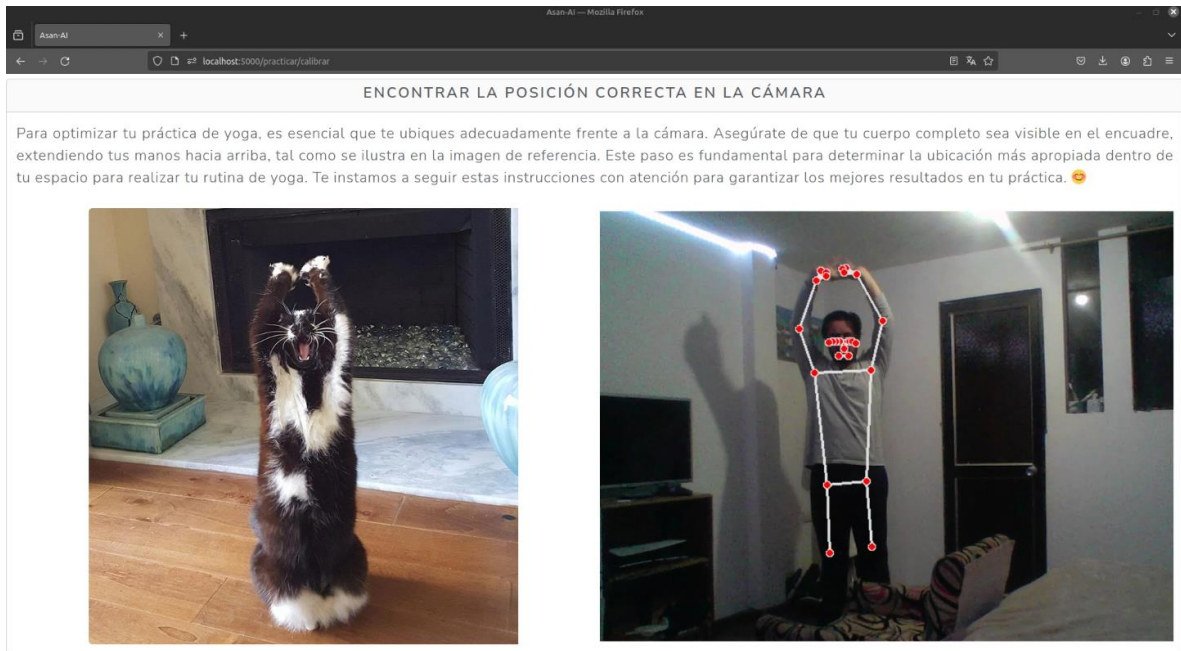 Asan-AI — Mozilla Firefox
Asan-AI
localhost:5000/practicar/calibrar
ENCONTRAR LA POSICIÓN CORRECTA EN LA CÁMARA
Para optimizar tu práctica de yoga, es esencial que te ubiques adecuadamente frente a la cámara. Asegúrate de que tu cuerpo completo sea visible en el encuadre,
extendiendo tus manos hacia arriba, tal como se ilustra en la imagen de referencia. Este paso es fundamental para determinar la ubicación más apropiada dentro de
tu espacio para realizar tu rutina de yoga. Te instamos a seguir estas instrucciones con atención para garantizar los mejores resultados en tu práctica. 😊